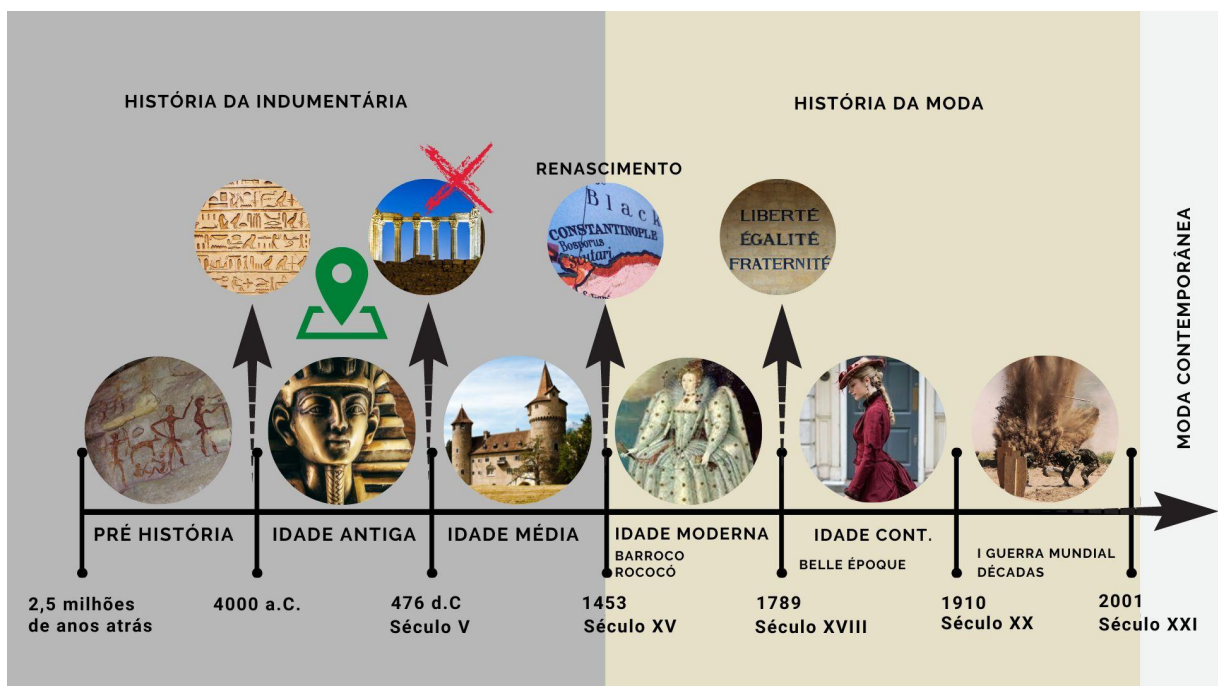 HISTÓRIA DA INDUMENTÁRIA
HISTÓRIA DA MODA
RENASCIMENTO
Black
CONSTANTINOPLE
Bosporus
LIBERTÉ
ÉGALITÉ
FRATERNITÉ
MODA CONTEMPORÂNEA
PRÉ HISTÓRIA
IDADE ANTIGA
IDADE MÉDIA
IDADE MODERNA
BARROCO
ROCOCÓ
IDADE CONT.
BELLE ÉPOQUE
I GUERRA MUNDIAL
DÉCADAS
2,5 milhões
de anos atrás
4000 a.C.
476 d.C
Século V
1453
Século XV
1789
Século XVIII
1910
Século XX
2001
Século XXI